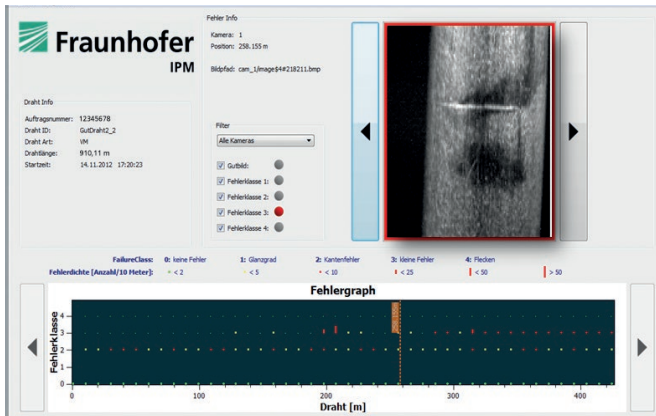 Fraunhofer
IPM
Fehler Info
Kamera: 1
Position: 258.155 m
Bildpfad: cam_1/image$4#218211.bmp
Draht Info
Auftragsnummer: 12345678
Draht ID: GutDraht2_2
Draht Art: VM
Drahtlänge: 910,11 m
Startzeit: 14.11.2012 17:20:23
Filter
Alle Kameras
Gutbild:
Fehlerklasse 1:
Fehlerklasse 2:
Fehlerklasse 3:
Fehlerklasse 4:
FailureClass: 0: keine Fehler 1: Glanzgrad 2: Kantenfehler 3: kleine Fehler 4: Flecken
Fehlerdichte [Anzahl/10 Meter]: < 2 < 5 < 10 < 25 < 50 > 50
Fehlergraph
Fehlerklasse
4
3
2
1
0
0 100 200 300 400
Draht [m]